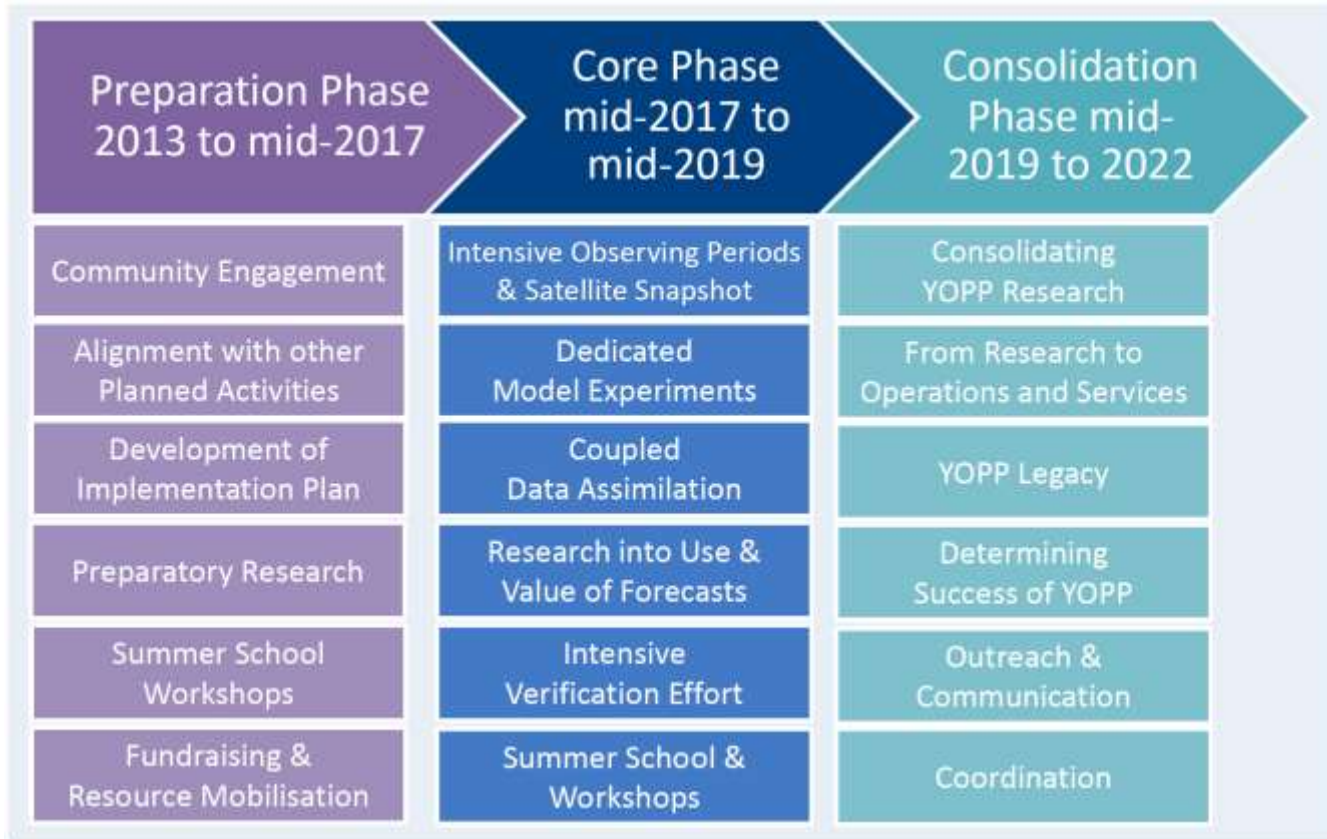 Preparation Phase
2013 to mid-2017
Core Phase
mid-2017 to
mid-2019
Consolidation
Phase mid-
2019 to 2022
Community Engagement
Alignment with other
Planned Activities
Development of
Implementation Plan
Preparatory Research
Summer School
Workshops
Fundraising &
Resource Mobilisation
Intensive Observing Periods
& Satellite Snapshot
Dedicated
Model Experiments
Coupled
Data Assimilation
Research into Use &
Value of Forecasts
Intensive
Verification Effort
Summer School &
Workshops
Consolidating
YOPP Research
From Research to
Operations and Services
YOPP Legacy
Determining
Success of YOPP
Outreach &
Communication
Coordination